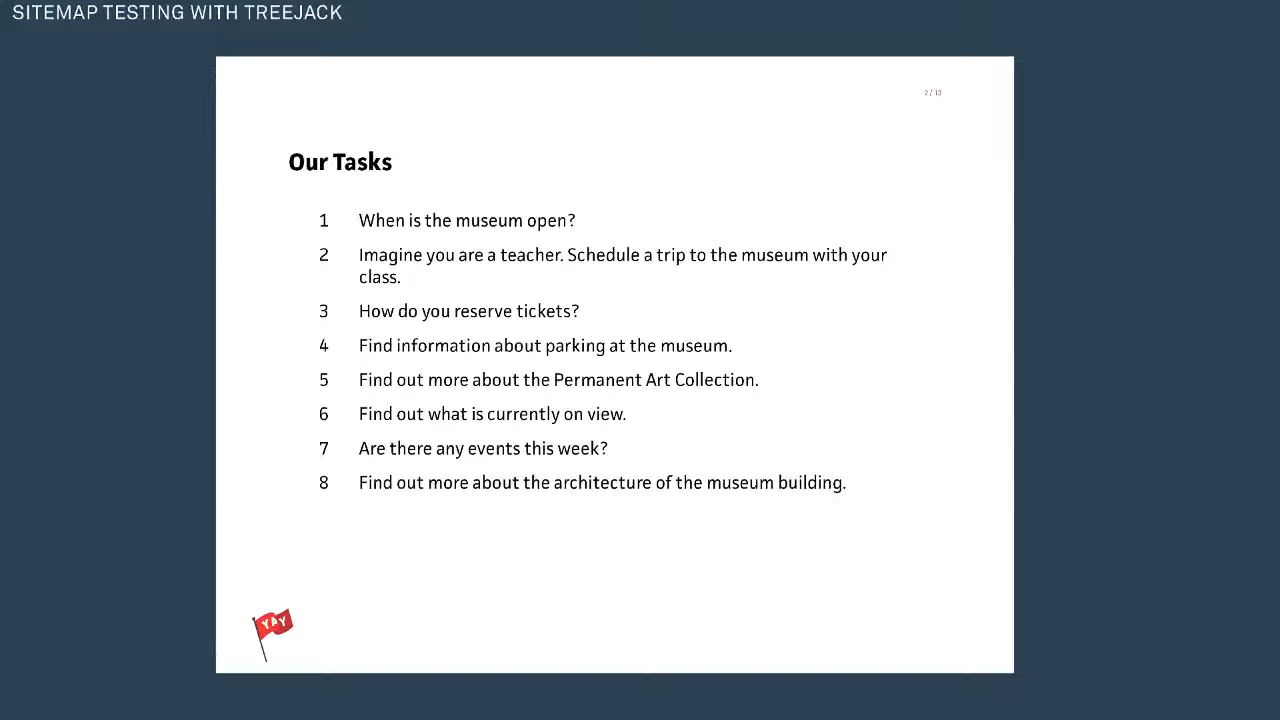 SITEMAP TESTING WITH TREEJACK
2 / 13
Our Tasks
1 When is the museum open?
2 Imagine you are a teacher. Schedule a trip to the museum with your
class.
3 How do you reserve tickets?
4 Find information about parking at the museum.
5 Find out more about the Permanent Art Collection.
6 Find out what is currently on view.
7 Are there any events this week?
8 Find out more about the architecture of the museum building.
YAY